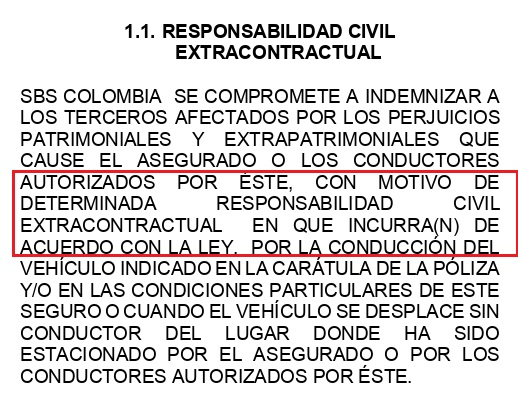 1.1. RESPONSABILIDAD CIVIL
EXTRACONTRACTUAL
SBS COLOMBIA SE COMPROMETE A INDEMNIZAR A
LOS TERCEROS AFECTADOS POR LOS PERJUICIOS
PATRIMONIALES Y EXTRAPATRIMONIALES QUE
CAUSE EL ASEGURADO O LOS CONDUCTORES
AUTORIZADOS POR ÉSTE, CON MOTIVO DE
DETERMINADA RESPONSABILIDAD CIVIL
EXTRACONTRACTUAL EN QUE INCURRA(N) DE
ACUERDO CON LA LEY. POR LA CONDUCCIÓN DEL
VEHÍCULO INDICADO EN LA CARÁTULA DE LA PÓLIZA
Y/O EN LAS CONDICIONES PARTICULARES DE ESTE
SEGURO O CUANDO EL VEHÍCULO SE DESPLACE SIN
CONDUCTOR DEL LUGAR DONDE HA SIDO
ESTACIONADO POR EL ASEGURADO O POR LOS
CONDUCTORES AUTORIZADOS POR ÉSTE.